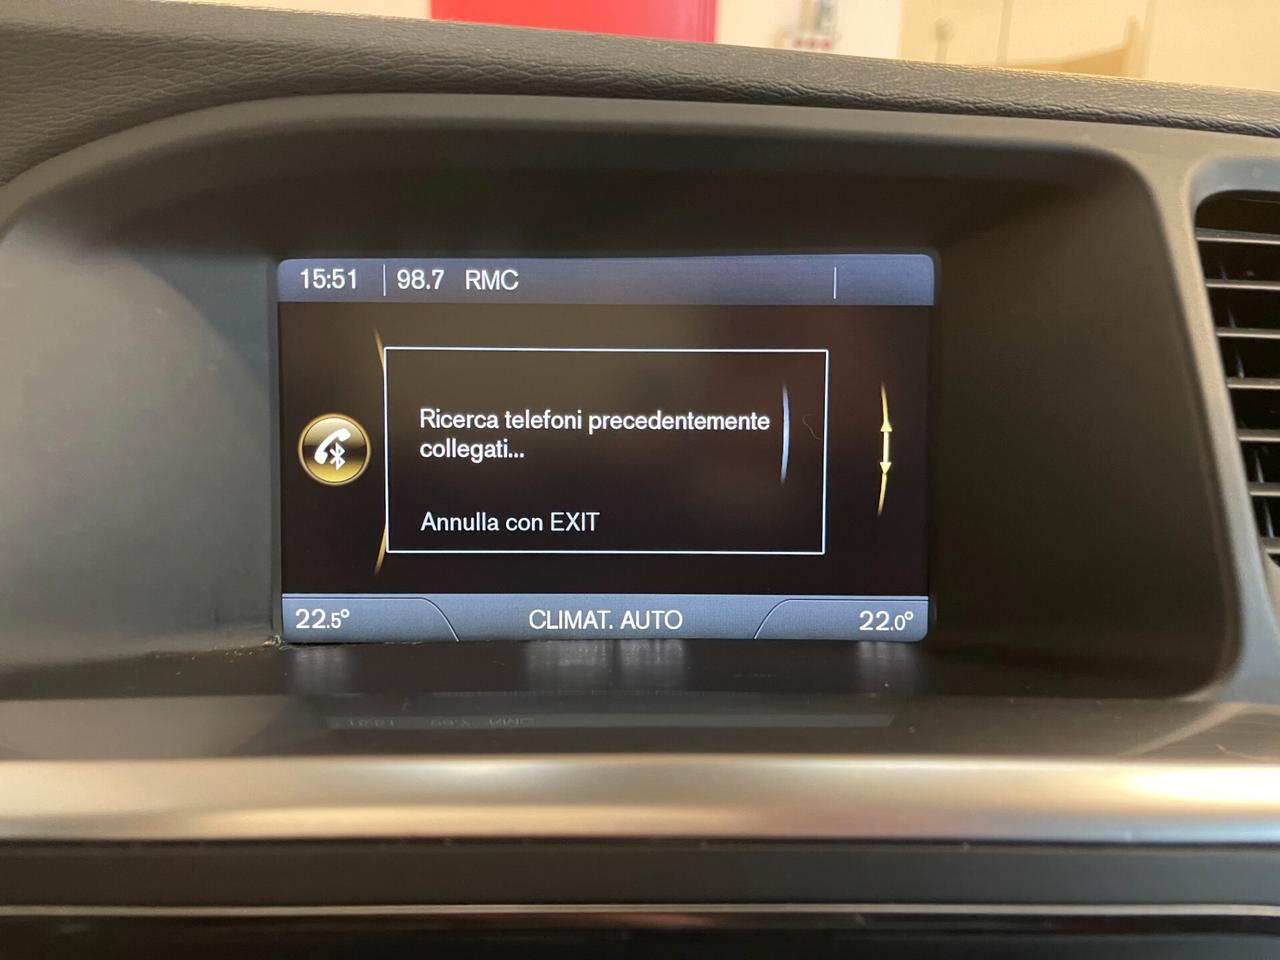 15:51 98.7 RMC
Ricerca telefoni precedentemente
collegati...
Annulla con EXIT
22.5° CLIMAT. AUTO 22.0°